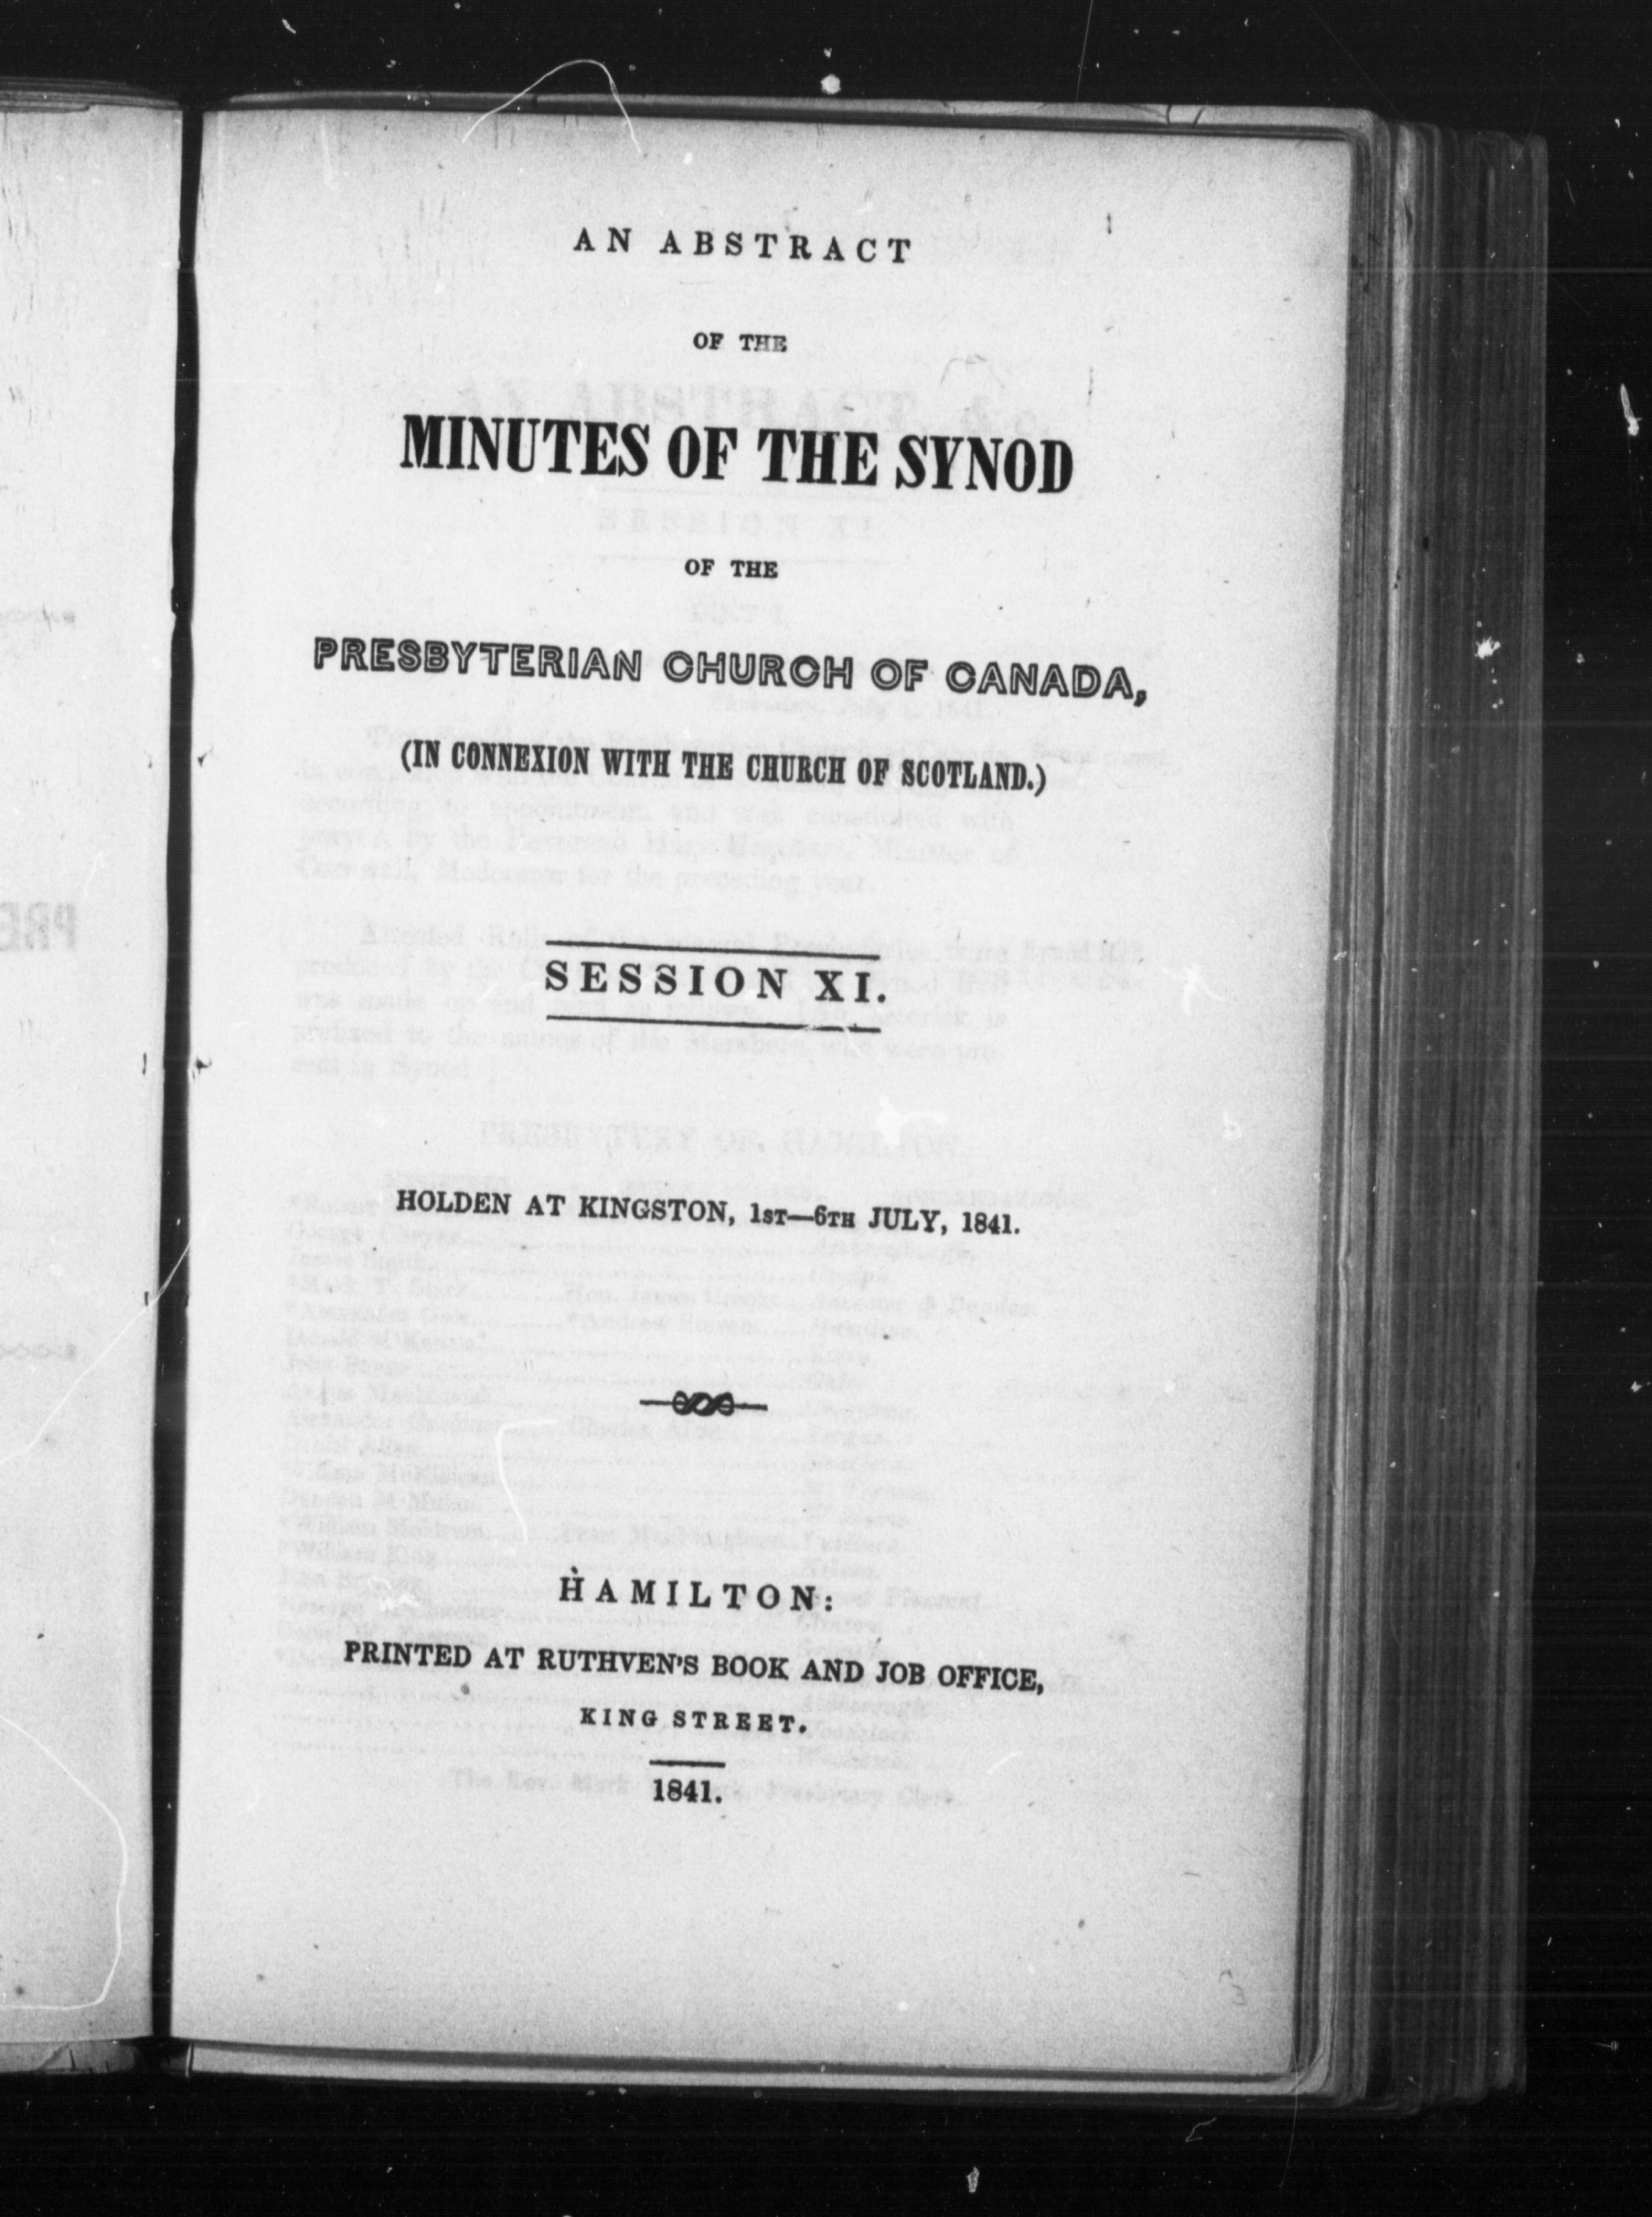 AN ABSTRACT
OF THE
MINUTES OF THE SYNOD
OF THE
PRESBYTERIAN CHURCH OF CANADA,
(IN CONNEXION WITH THE CHURCH OF SCOTLAND.)
SESSION XI.
HOLDEN AT KINGSTON, 1ST—6TH JULY, 1841.
HAMILTON:
PRINTED AT RUTHVEN'S BOOK AND JOB OFFICE,
KING STREET.
1841.